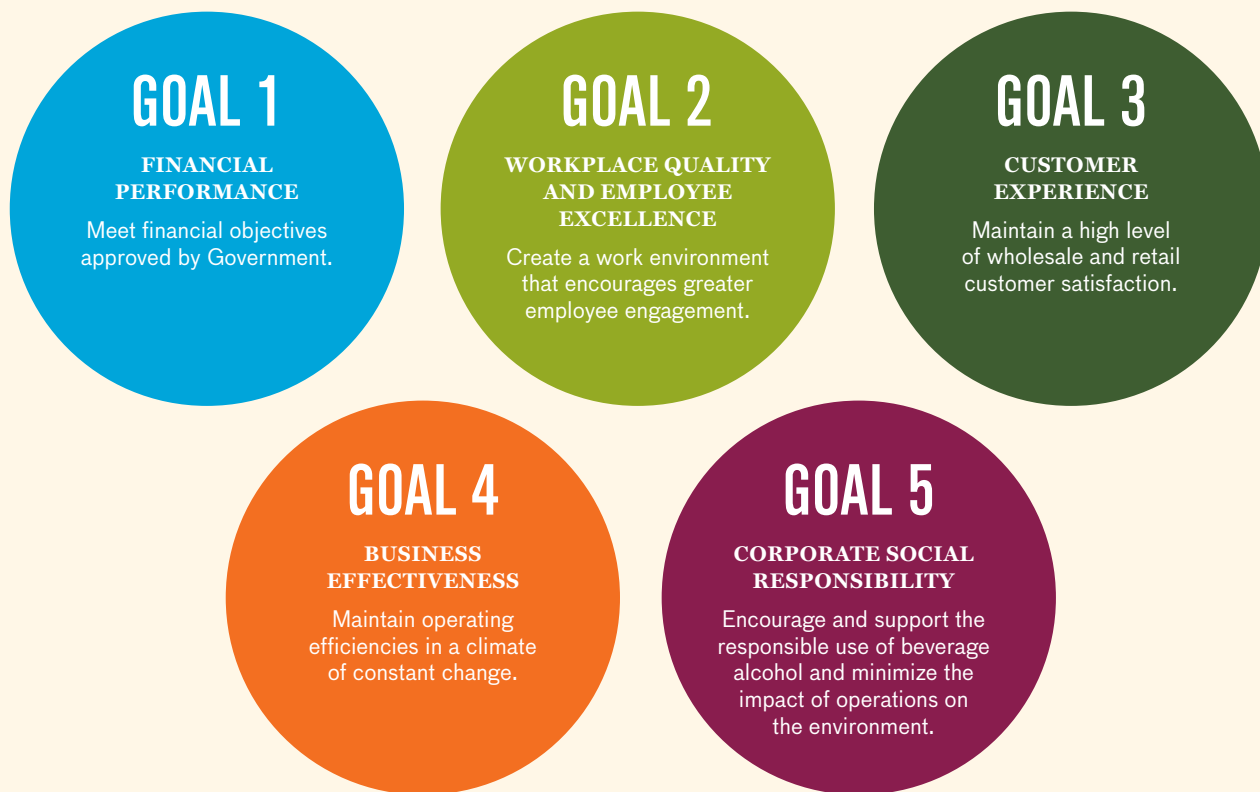 GOAL 1
FINANCIAL
PERFORMANCE
Meet financial objectives
approved by Government.
GOAL 2
WORKPLACE QUALITY
AND EMPLOYEE
EXCELLENCE
Create a work environment
that encourages greater
employee engagement.
GOAL 3
CUSTOMER
EXPERIENCE
Maintain a high level
of wholesale and retail
customer satisfaction.
GOAL 4
BUSINESS
EFFECTIVENESS
Maintain operating
efficiencies in a climate
of constant change.
GOAL 5
CORPORATE SOCIAL
RESPONSIBILITY
Encourage and support the
responsible use of beverage
alcohol and minimize the
impact of operations on
the environment.